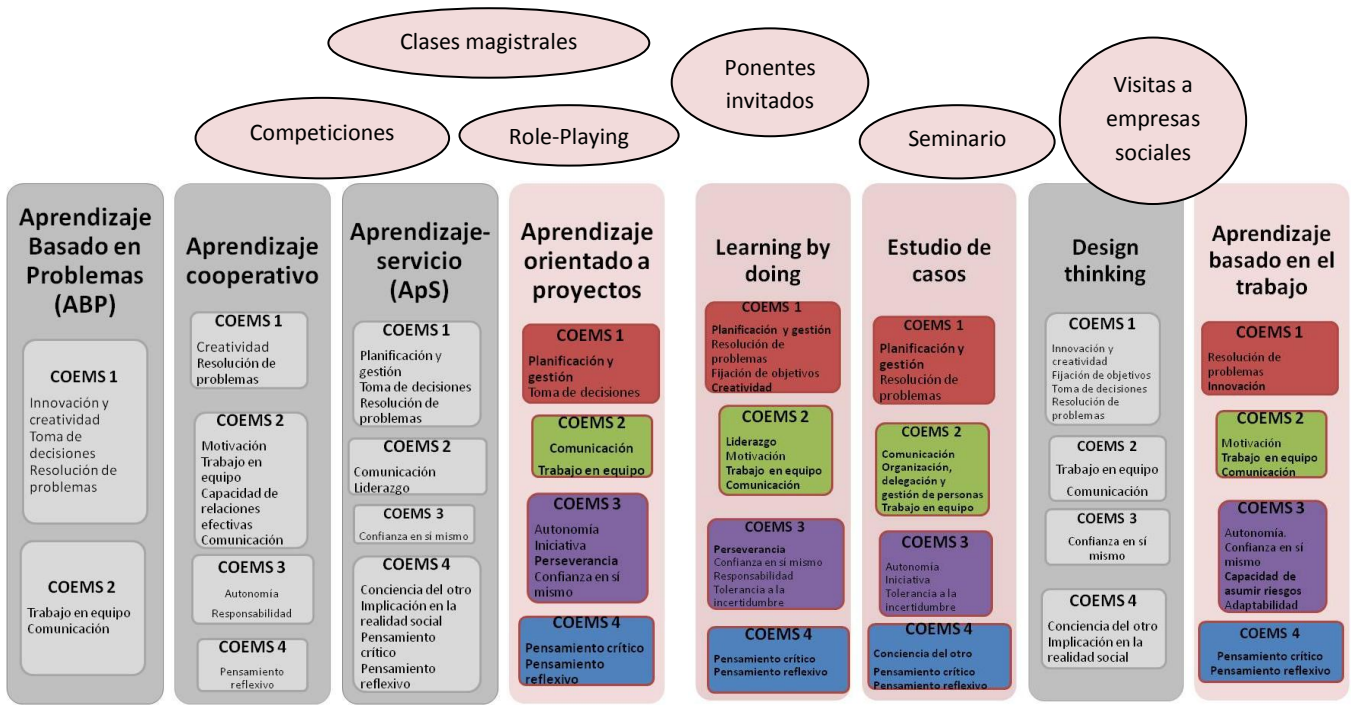 Clases magistrales
Ponentes
invitados
Visitas a
empresas
sociales
Competiciones
Role-Playing
Seminario
Aprendizaje
Basado en
Problemas
(ABP)
COEMS 1
Innovación y
creatividad
Toma de
decisiones
Resolución de
problemas
COEMS 2
Trabajo en equipo
Comunicación
Aprendizaje
cooperativo
COEMS 1
Creatividad
Resolución de
problemas
COEMS 2
Motivación
Trabajo en
equipo
Capacidad de
relaciones
efectivas
Comunicación
COEMS 3
Autonomía
Responsabilidad
COEMS 4
Pensamiento
reflexivo
Aprendizaje-
servicio
(ApS)
COEMS 1
Planificación y
gestión
Toma de decisiones
Resolución de
problemas
COEMS 2
Comunicación
Liderazgo
COEMS 3
Confianza en si mismo
COEMS 4
Conciencia del otro
Implicación en la
realidad social
Pensamiento
crítico
Pensamiento
reflexivo
Aprendizaje
orientado a
proyectos
COEMS 1
Planificación y
gestión
Toma de decisiones
COEMS 2
Comunicación
Trabajo en equipo
COEMS 3
Autonomía
Iniciativa
Perseverancia
Confianza en sí
mismo
COEMS 4
Pensamiento crítico
Pensamiento
reflexivo
Learning by
doing
COEMS 1
Planificación y gestión
Resolución de
problemas
Fijación de objetivos
Creatividad
COEMS 2
Liderazgo
Motivación
Trabajo en equipo
Comunicación
COEMS 3
Perseverancia
Confianza en sí mismo
Responsabilidad
Tolerancia a la
incertidumbre
COEMS 4
Pensamiento crítico
Pensamiento reflexivo
Estudio de
casos
COEMS 1
Planificación y
gestión
Resolución de
problemas
COEMS 2
Comunicación
Organización,
delegación y
gestión de personas
Trabajo en equipo
COEMS 3
Autonomía
Iniciativa
Tolerancia a la
incertidumbre
COEMS 4
Conciencia del otro
Pensamiento crítico
Pensamiento reflexivo
Design
thinking
COEMS 1
Innovación y
creatividad
Fijación de objetivos
Toma de decisiones
Resolución de
problemas
COEMS 2
Trabajo en equipo
Comunicación
COEMS 3
Confianza en sí
mismo
COEMS 4
Conciencia del otro
Implicación en la
realidad social
Aprendizaje
basado en el
trabajo
COEMS 1
Resolución de
problemas
Innovación
COEMS 2
Motivación
Trabajo en equipo
Comunicación
COEMS 3
Autonomía.
Confianza en sí
mismo
Capacidad de
asumir riesgos
Adaptabilidad
COEMS 4
Pensamiento crítico
Pensamiento reflexivo